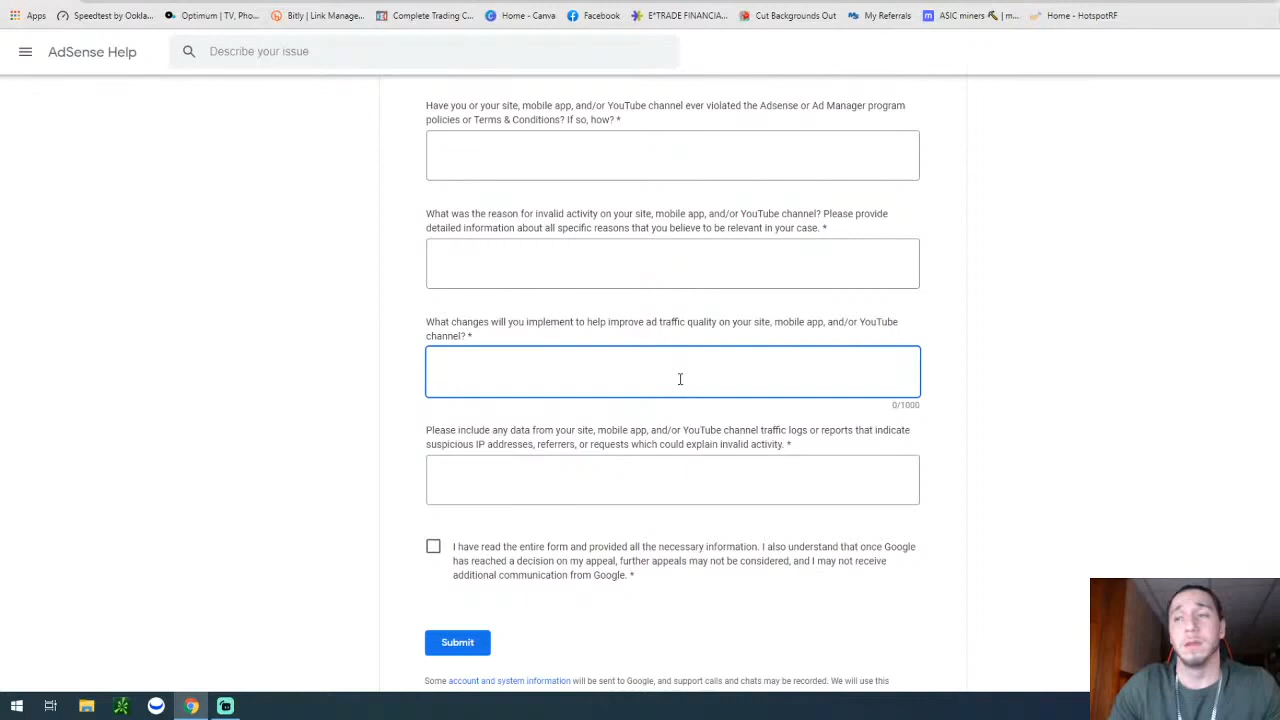 Apps
Speedtest by Ookla...
Optimum | TV, Pho...
Bitly | Link Manage...
Complete Trading C...
Home - Canva
Facebook
E*TRADE FINANCIA...
Cut Backgrounds Out
My Referrals
ASIC miners ⛏ | m...
Home - HotspotRF
AdSense Help
Describe your issue
Have you or your site, mobile app, and/or YouTube channel ever violated the Adsense or Ad Manager program
policies or Terms & Conditions? If so, how? *
What was the reason for invalid activity on your site, mobile app, and/or YouTube channel? Please provide
detailed information about all specific reasons that you believe to be relevant in your case. *
What changes will you implement to help improve ad traffic quality on your site, mobile app, and/or YouTube
channel? *
0/1000
Please include any data from your site, mobile app, and/or YouTube channel traffic logs or reports that indicate
suspicious IP addresses, referrers, or requests which could explain invalid activity. *
I have read the entire form and provided all the necessary information. I also understand that once Google
has reached a decision on my appeal, further appeals may not be considered, and I may not receive
additional communication from Google. *
Submit
Some account and system information will be sent to Google, and support calls and chats may be recorded. We will use this